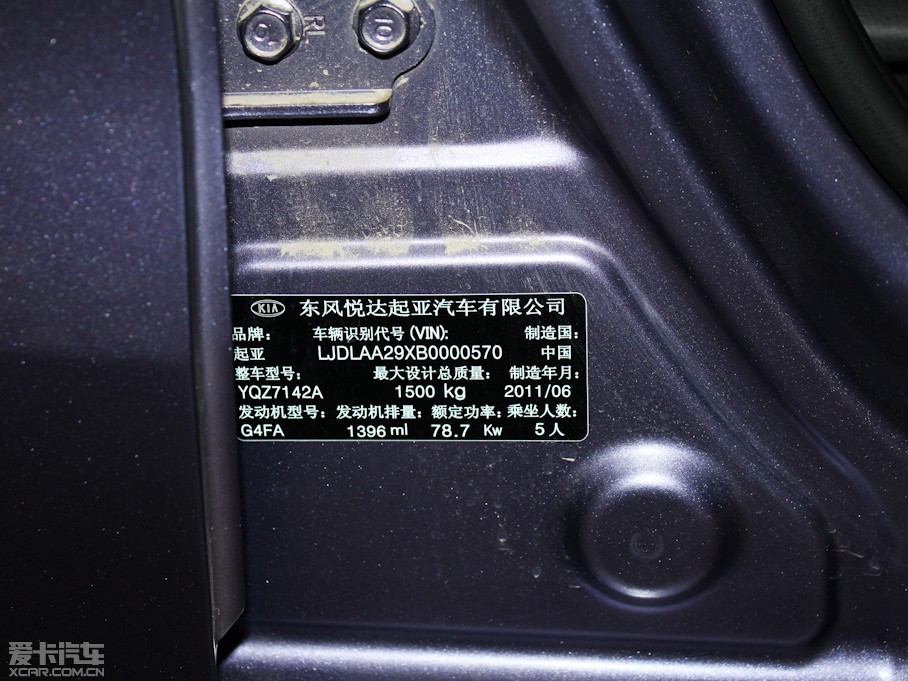 RL
10
KIA 东风悦达起亚汽车有限公司
品牌: 车辆识别代号(VIN): 制造国:
起亚 LJDLAA29XB0000570 中国
整车型号: 最大设计总质量: 制造年月:
YQZ7142A 1500 kg 2011/06
发动机型号: 发动机排量: 额定功率: 乘坐人数:
G4FA 1396 ml 78.7 Kw 5人
爱卡汽车
XCAR.COM.CN